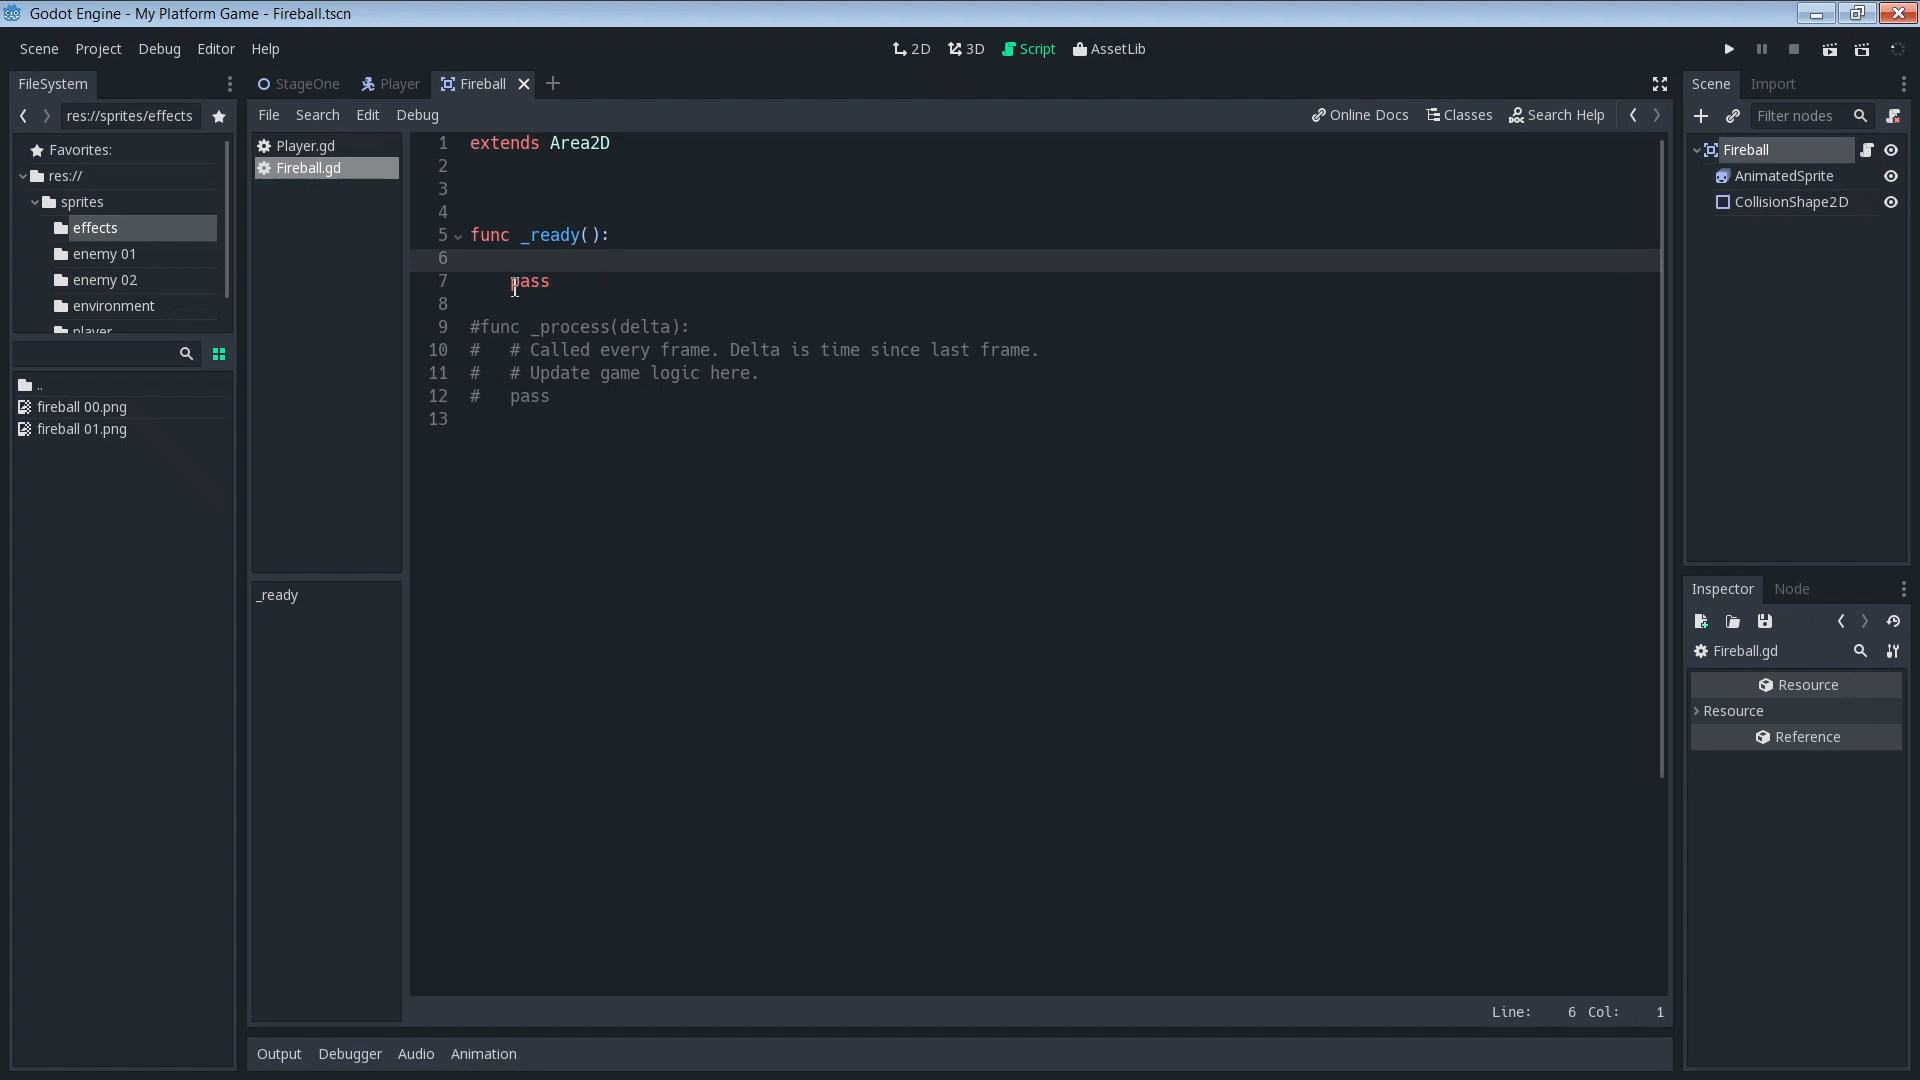 Godot Engine - My Platform Game - Fireball.tscn
Scene Project Debug Editor Help
2D 3D Script AssetLib
FileSystem
StageOne Player Fireball
Scene Import
res://sprites/effects
File Search Edit Debug
Online Docs Classes Search Help
Filter nodes
Favorites:
res://
sprites
effects
enemy 01
enemy 02
environment
player
..
fireball 00.png
fireball 01.png
Player.gd
Fireball.gd
_ready
1 extends Area2D
2
3
4
5 func _ready():
6
7 pass
8
9 #func _process(delta):
10 # # Called every frame. Delta is time since last frame.
11 # # Update game logic here.
12 # pass
13
Line: 6 Col: 1
Output Debugger Audio Animation
Fireball
AnimatedSprite
CollisionShape2D
Inspector Node
Fireball.gd
Resource
Resource
Reference